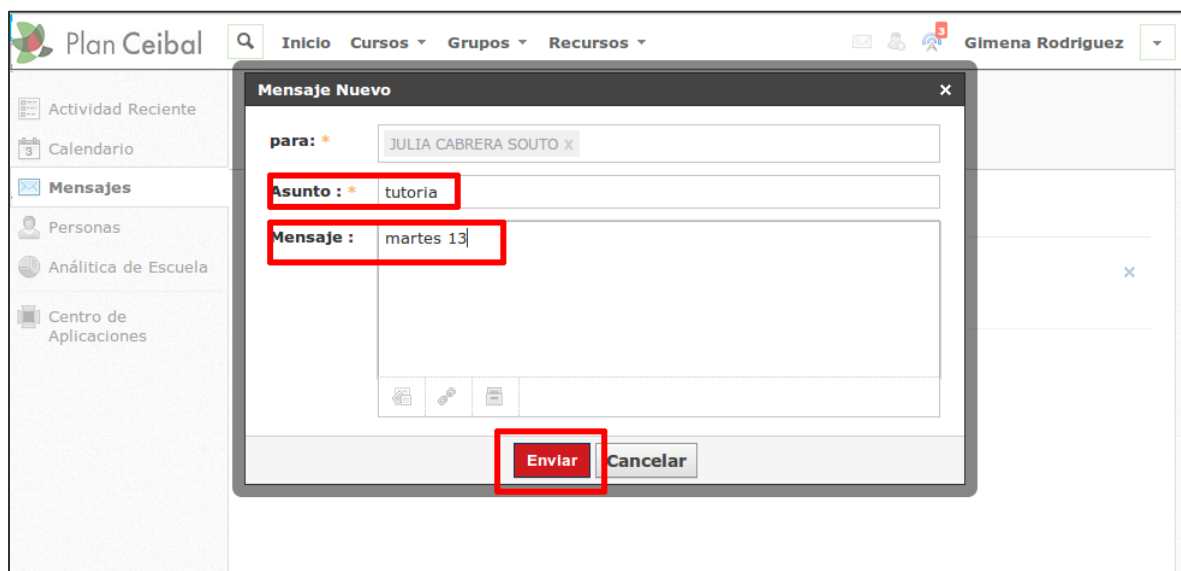 Plan Ceibal
Inicio Cursos Grupos Recursos
3
Gimena Rodriguez
Actividad Reciente
3
Calendario
Mensajes
Personas
Análitica de Escuela
Centro de
Aplicaciones
Mensaje Nuevo x
para: * JULIA CABRERA SOUTO x
Asunto : * tutoria
Mensaje : martes 13
Enviar Cancelar